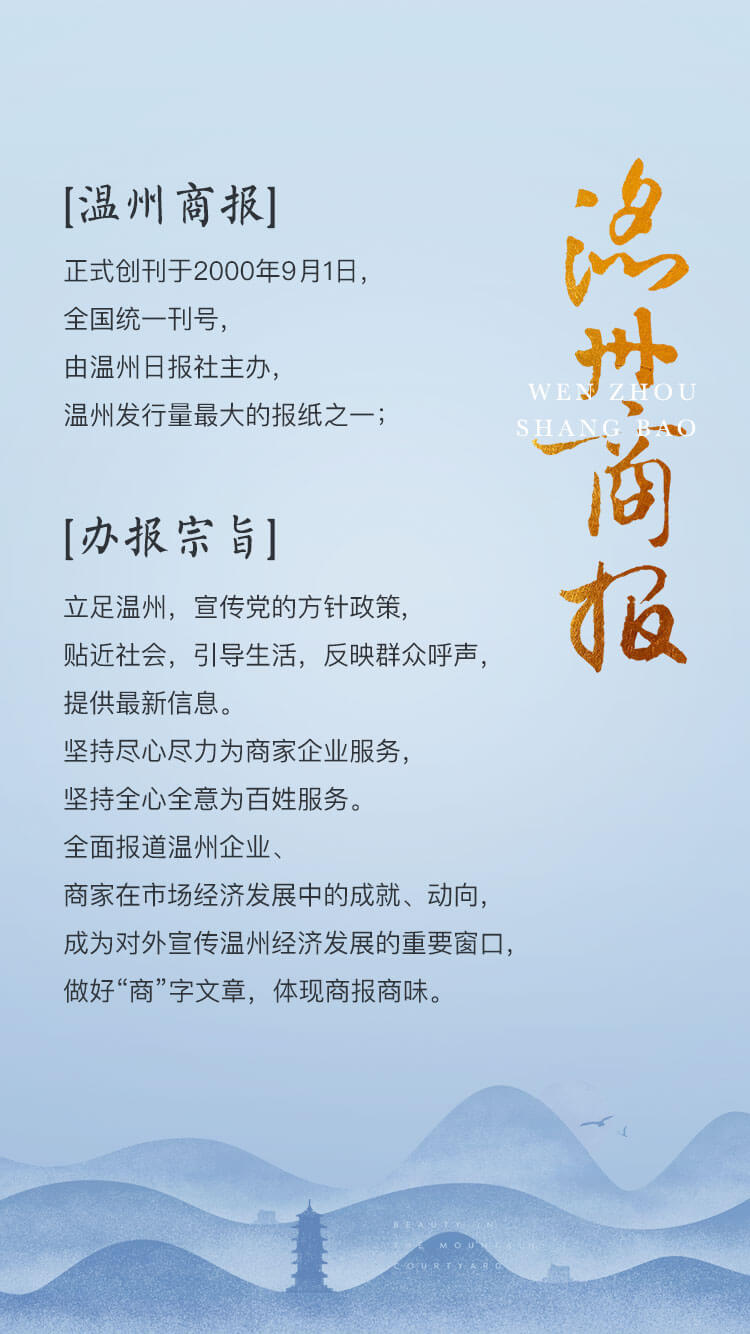 [温州商报]
正式创刊于2000年9月1日，
全国统一刊号，
由温州日报社主办，
温州发行量最大的报纸之一；
[办报宗旨]
立足温州，宣传党的方针政策，
贴近社会，引导生活，反映群众呼声，
提供最新信息。
坚持尽心尽力为商家企业服务，
坚持全心全意为百姓服务。
全面报道温州企业、
商家在市场经济发展中的成就、动向，
成为对外宣传温州经济发展的重要窗口，
做好“商”字文章，体现商报商味。
温州商报
WEN ZHOU
SHANG BAO
BEAUTY IN
THE MOUNTAIN
COURTYARD